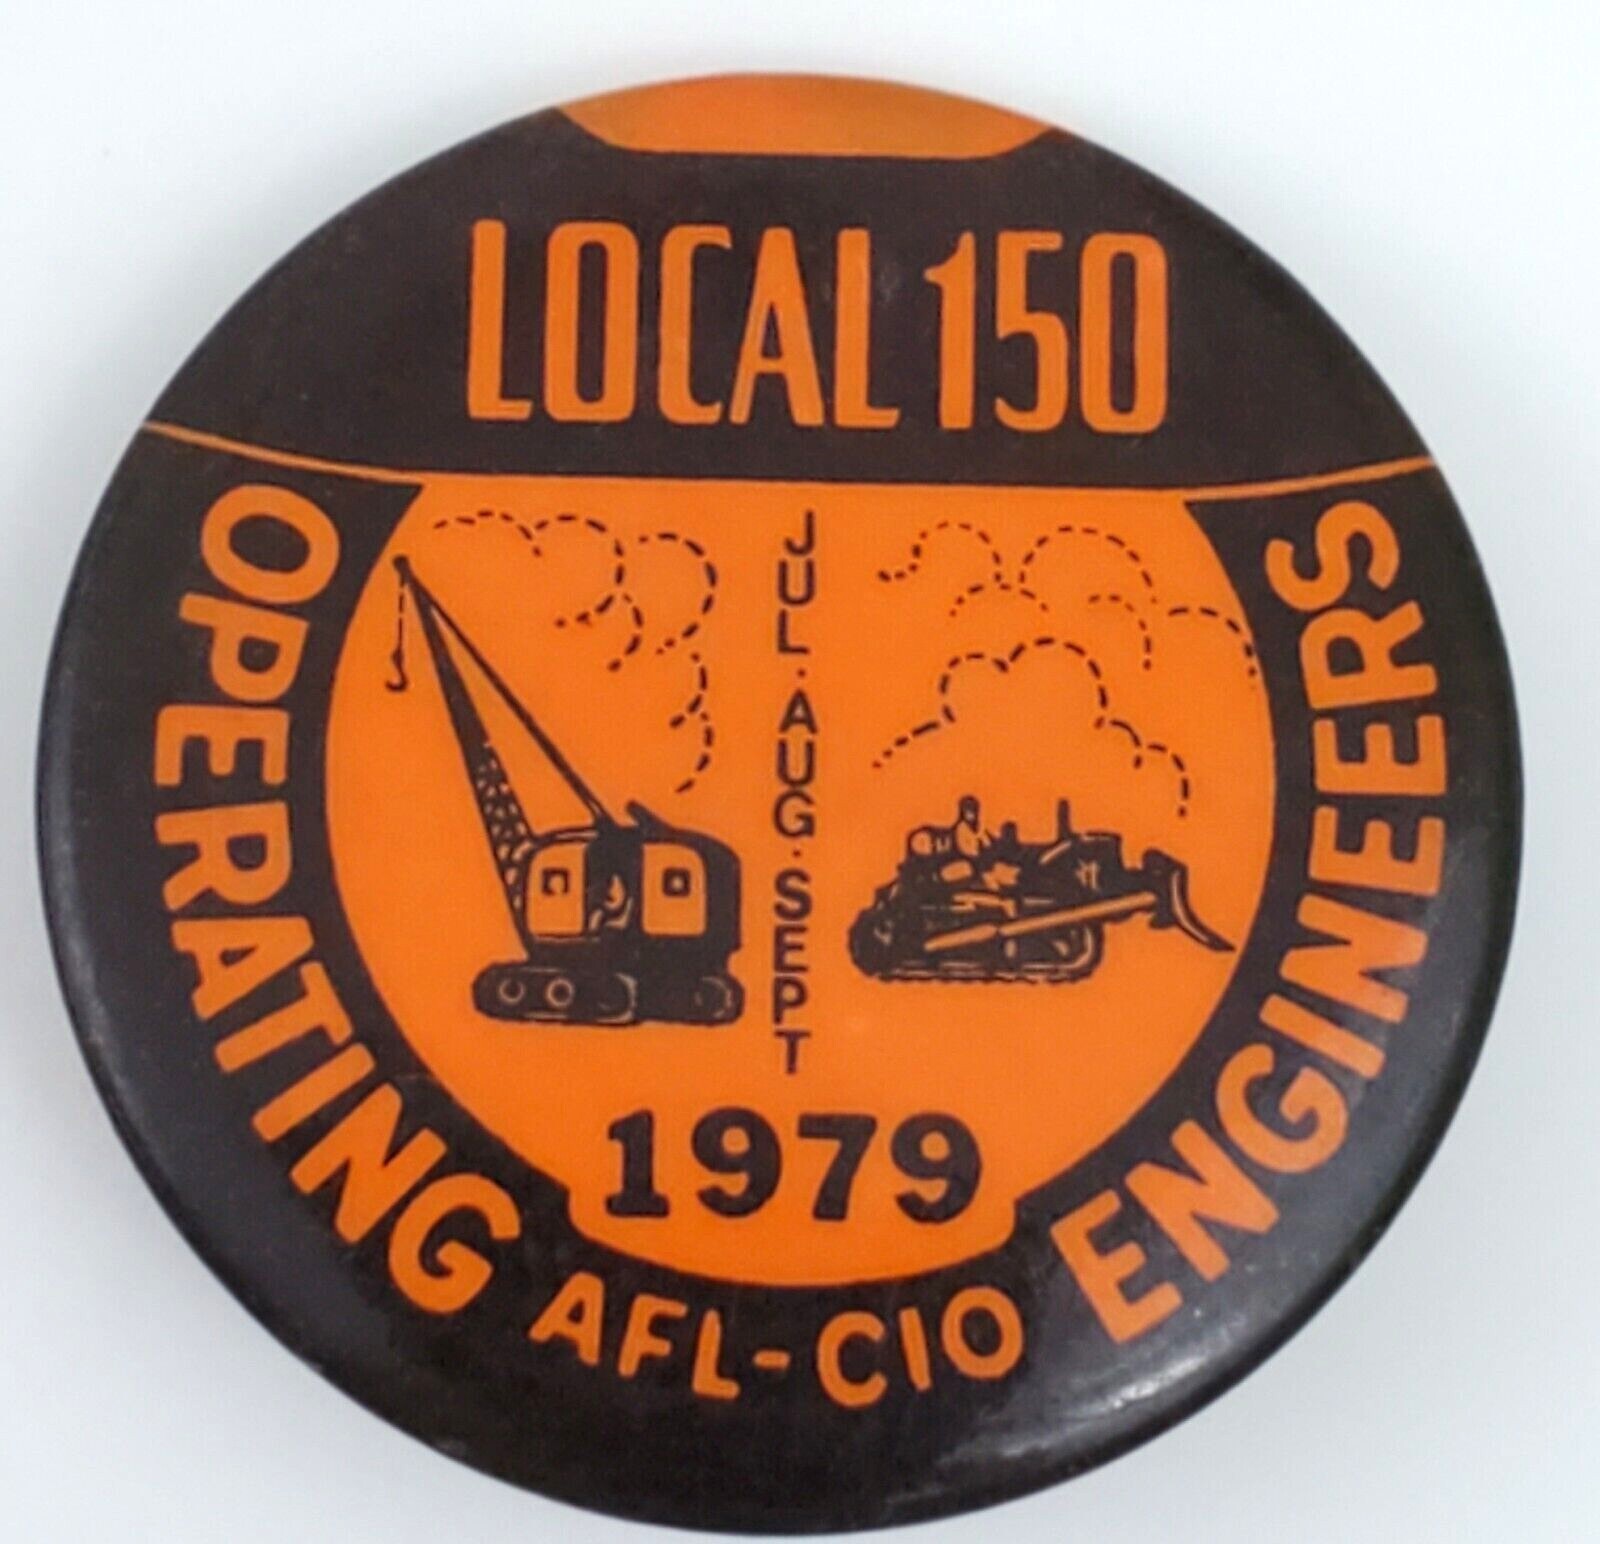 LOCAL 150
JUL·AUG·SEPT
1979
OPERATING ENGINEERS
AFL-CIO